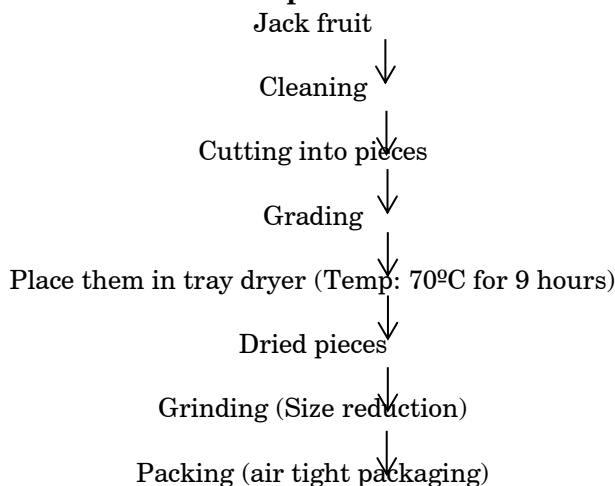 Jack fruit
Cleaning
Cutting into pieces
Grading
Place them in tray dryer (Temp: 70ºC for 9 hours)
Dried pieces
Grinding (Size reduction)
Packing (air tight packaging)